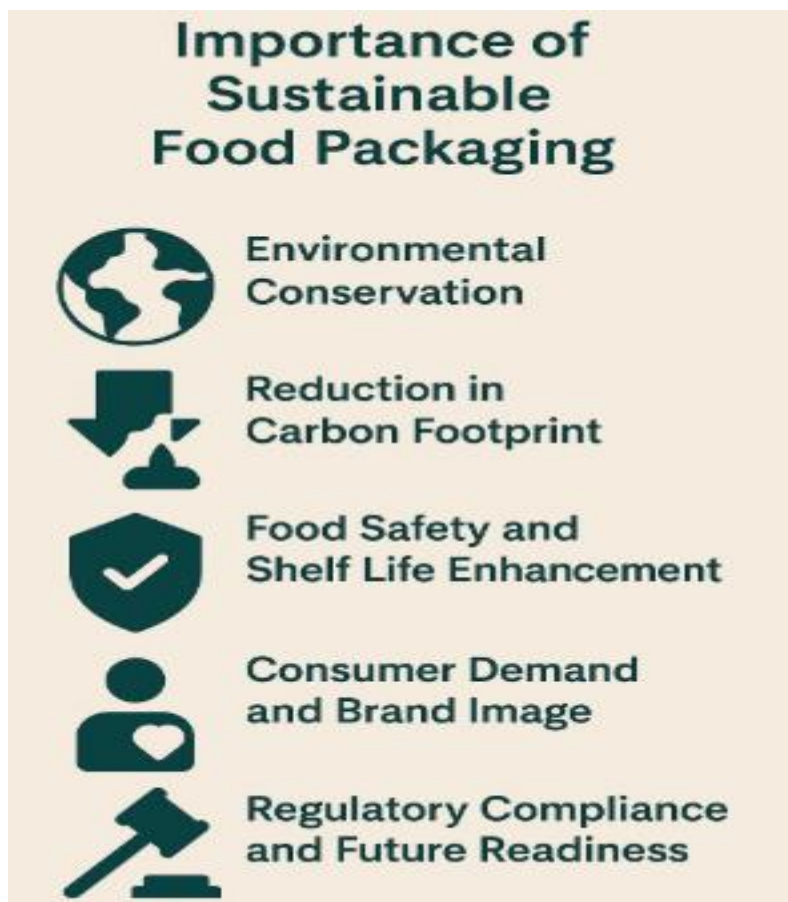 Importance of
Sustainable
Food Packaging
Environmental
Conservation
Reduction in
Carbon Footprint
Food Safety and
Shelf Life Enhancement
Consumer Demand
and Brand Image
Regulatory Compliance
and Future Readiness